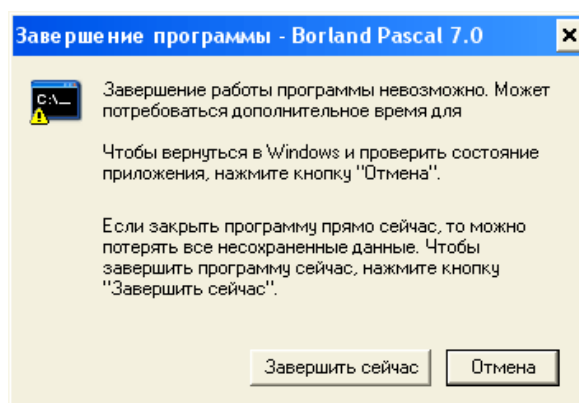 Завершение программы - Borland Pascal 7.0
C:\_
Завершение работы программы невозможно. Может
потребоваться дополнительное время для
Чтобы вернуться в Windows и проверить состояние
приложения, нажмите кнопку "Отмена".
Если закрыть программу прямо сейчас, то можно
потерять все несохраненные данные. Чтобы
завершить программу сейчас, нажмите кнопку
"Завершить сейчас".
Завершить сейчас
Отмена